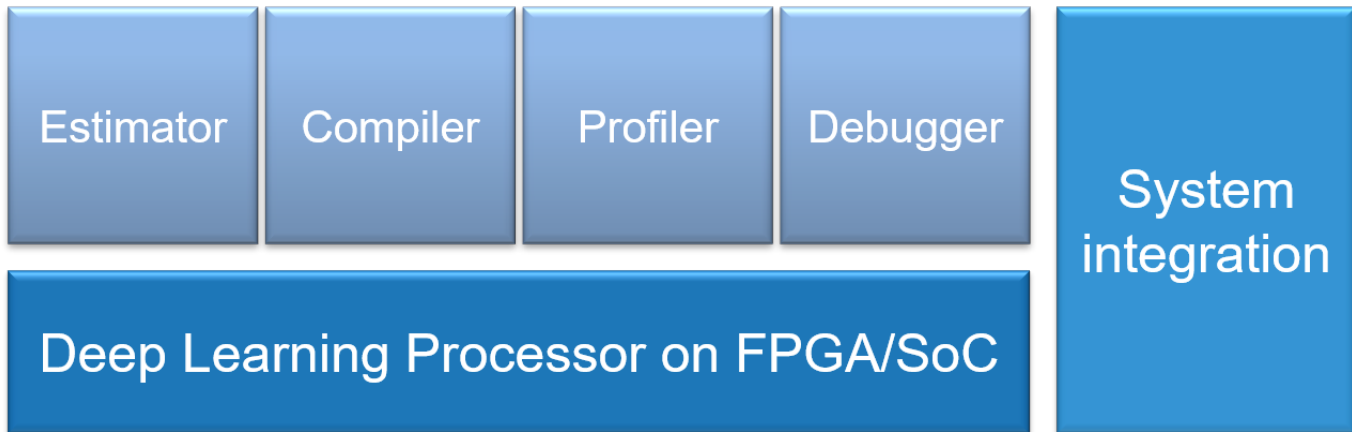 Estimator
Compiler
Profiler
Debugger
System
integration
Deep Learning Processor on FPGA/SoC